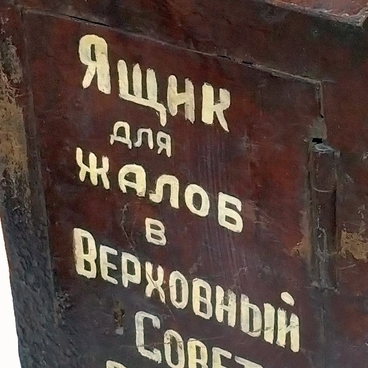 Ящик
для
жалоб
в
Верховный
Совет